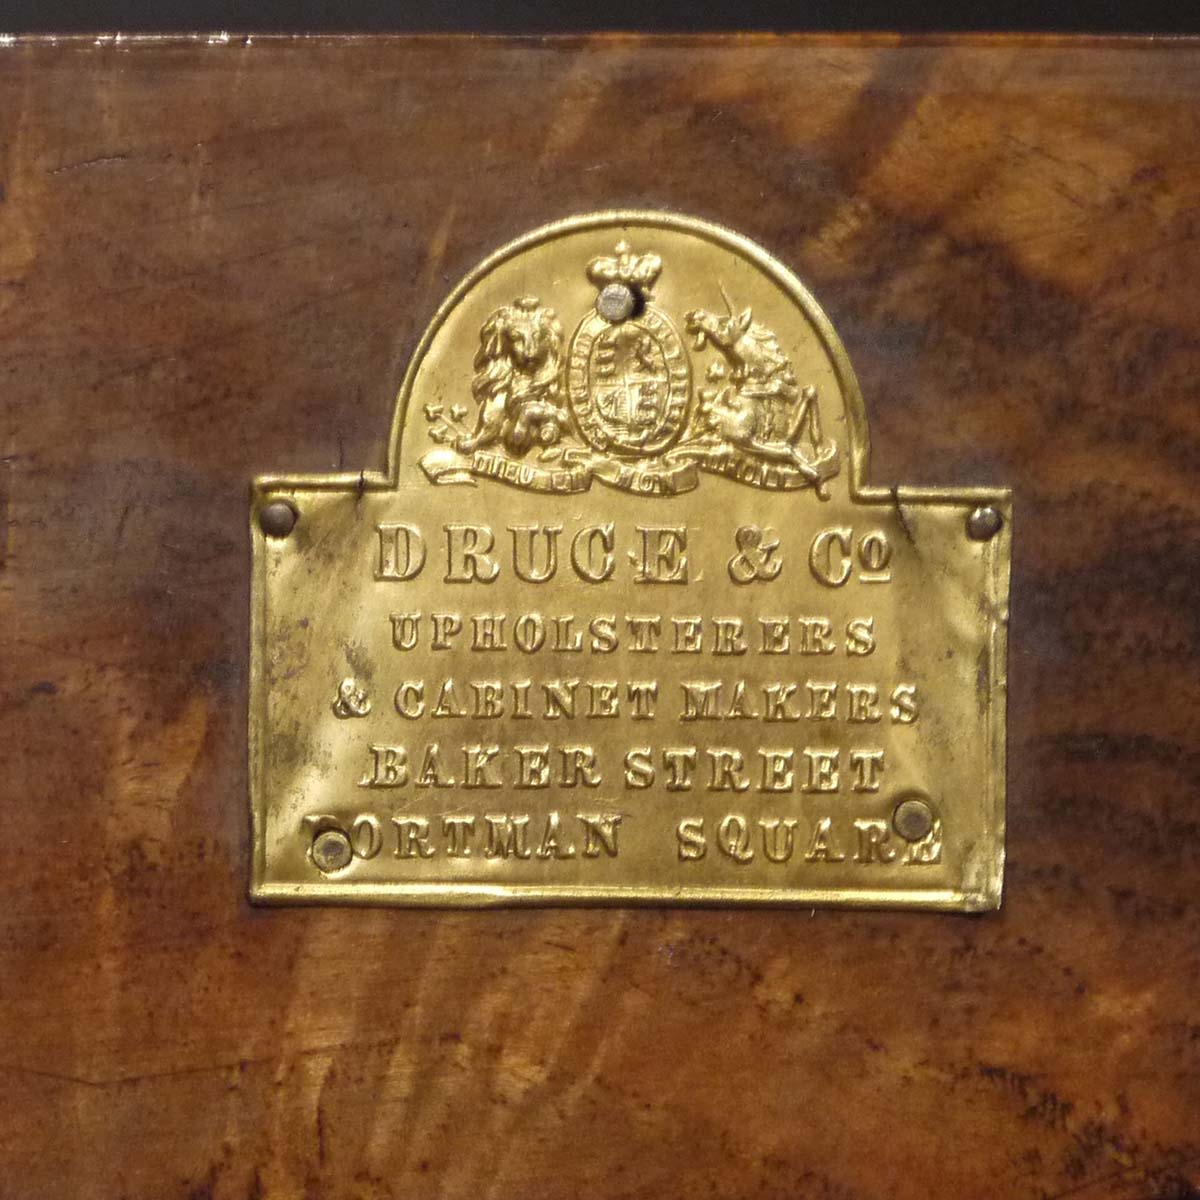 DIEU ET MON DROIT
DRUCE & Co
UPHOLSTERERS
& CABINET MAKERS
BAKER STREET
PORTMAN SQUARE